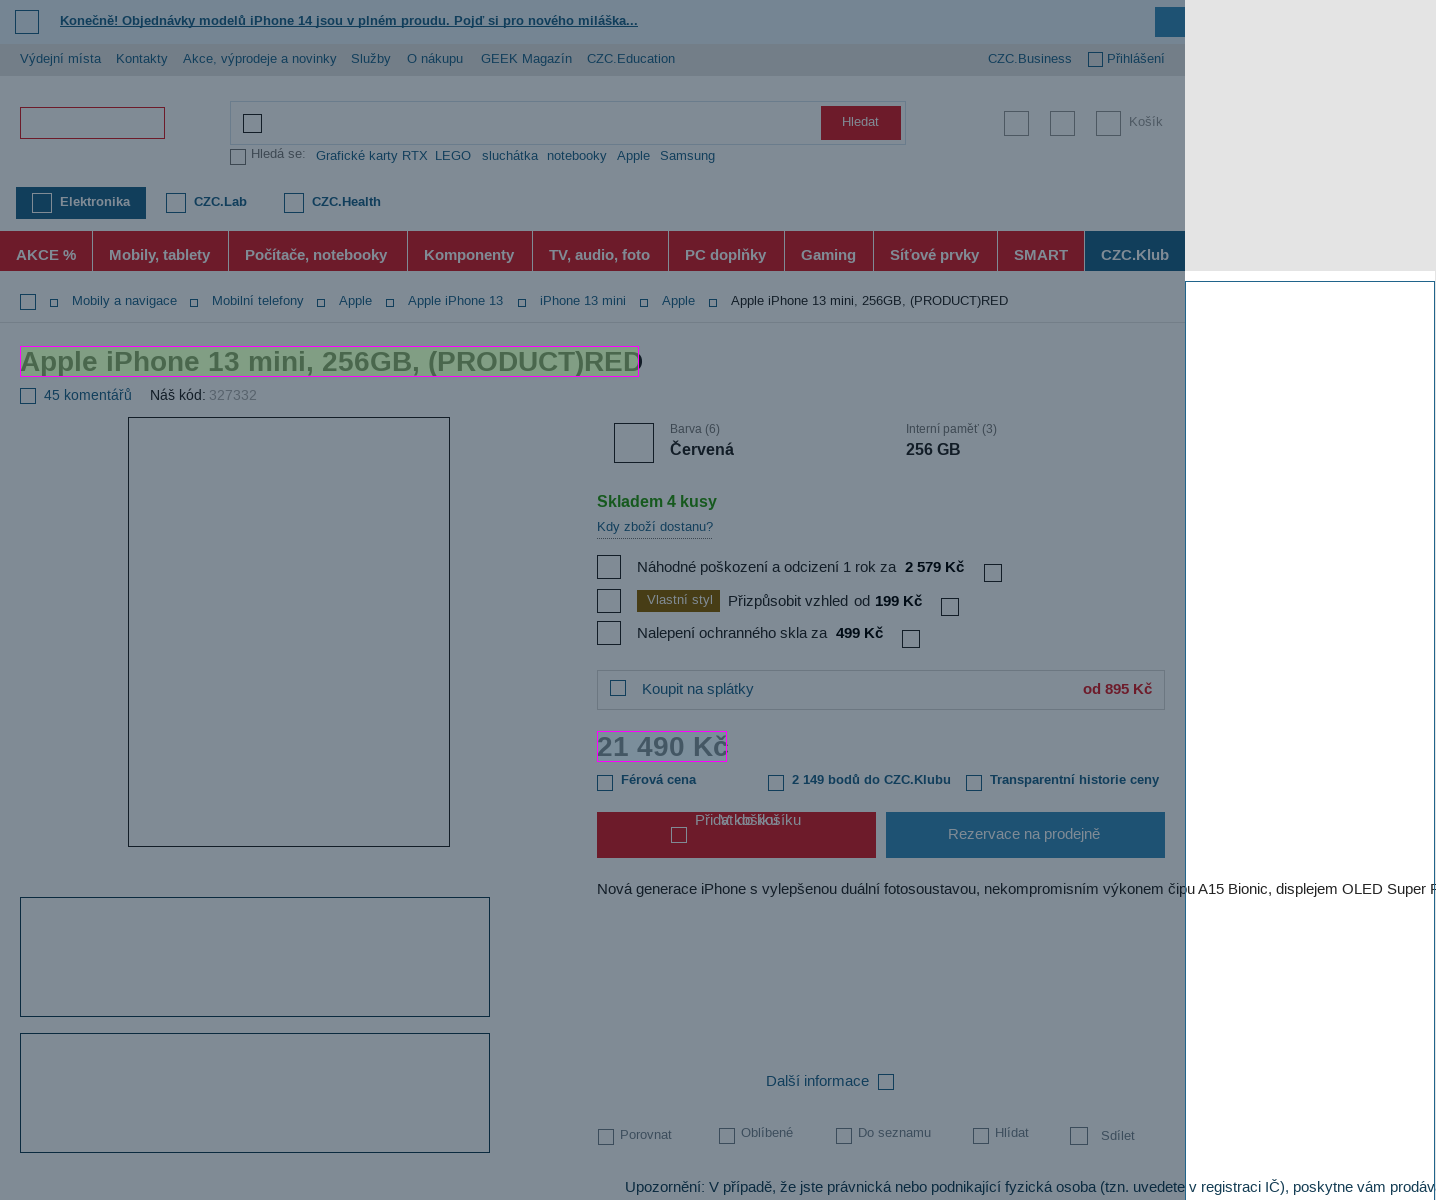 Konečně! Objednávky modelů iPhone 14 jsou v plném proudu. Pojď si pro nového miláška...
Výdejní místa Kontakty Akce, výprodeje a novinky Služby O nákupu GEEK Magazín CZC.Education CZC.Business Přihlášení
Hledat
Košík
Hledá se: Grafické karty RTX LEGO sluchátka notebooky Apple Samsung
Elektronika CZC.Lab CZC.Health
AKCE % Mobily, tablety Počítače, notebooky Komponenty TV, audio, foto PC doplňky Gaming Síťové prvky SMART CZC.Klub
Mobily a navigace Mobilní telefony Apple Apple iPhone 13 iPhone 13 mini Apple Apple iPhone 13 mini, 256GB, (PRODUCT)RED
Apple iPhone 13 mini, 256GB, (PRODUCT)RED
45 komentářů Náš kód: 327332
Barva (6) Interní paměť (3)
Červená 256 GB
Skladem 4 kusy
Kdy zboží dostanu?
Náhodné poškození a odcizení 1 rok za 2 579 Kč
Vlastní styl Přizpůsobit vzhled od 199 Kč
Nalepení ochranného skla za 499 Kč
Koupit na splátky od 895 Kč
21 490 Kč
Férová cena 2 149 bodů do CZC.Klubu Transparentní historie ceny
Přidat do košíku V košíku
Rezervace na prodejně
Nová generace iPhone s vylepšenou duální fotosoustavou, nekompromisním výkonem čipu A15 Bionic, displejem OLED Super
Další informace
Porovnat Oblíbené Do seznamu Hlídat Sdílet
Upozornění: V případě, že jste právnická nebo podnikající fyzická osoba (tzn. uvedete v registraci IČ), poskytne vám prodáv